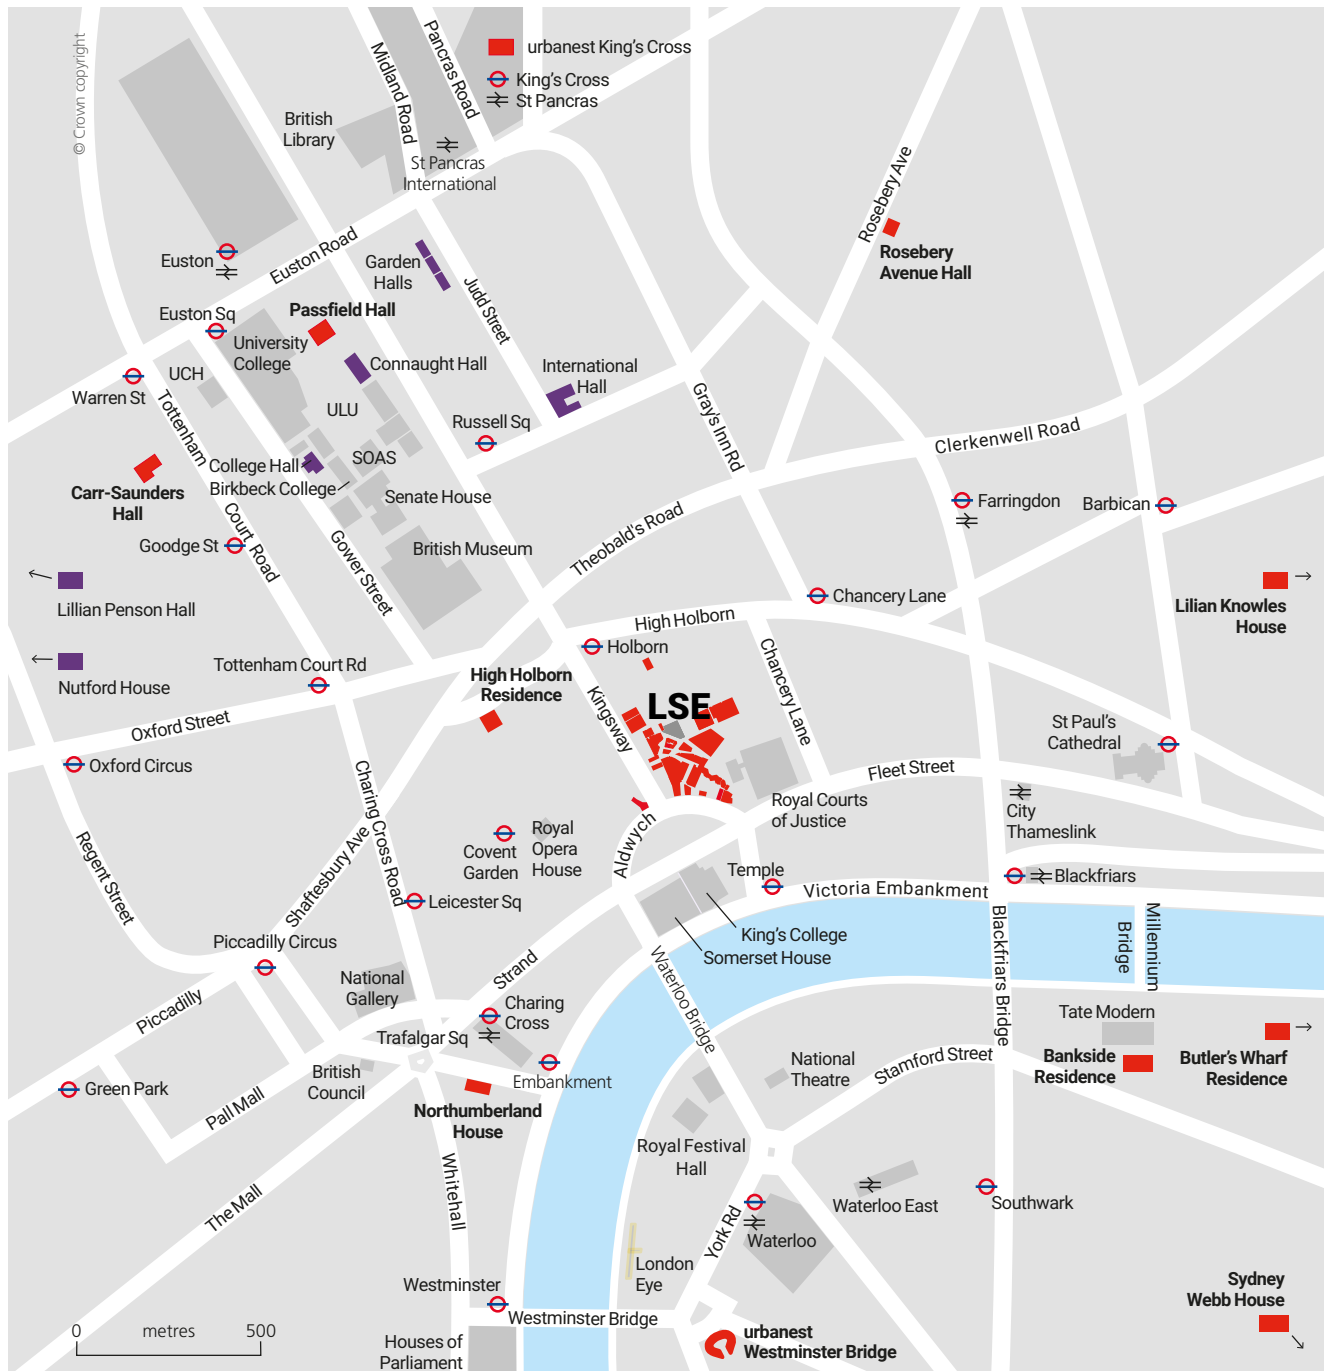 © Crown copyright
Midland Road
Pancras Road
urbanest King's Cross
King's Cross
St Pancras
British
Library
St Pancras
International
Rosebery Ave
Rosebery
Avenue Hall
Euston
Euston Road
Garden
Halls
Judd Street
Euston Sq
Passfield Hall
University
College
Connaught Hall
International
Hall
UCH
Warren St
ULU
Russell Sq
Gray's Inn Rd
Tottenham
Court Road
Clerkenwell Road
College Hall
SOAS
Birkbeck College
Senate House
Carr-Saunders
Hall
Farringdon
Barbican
Goodge St
Gower Street
British Museum
Theobald's Road
Lillian Penson Hall
Chancery Lane
Lilian Knowles
House
High Holborn
Holborn
Nutford House
Tottenham Court Rd
High Holborn
Residence
Kingsway
LSE
Chancery Lane
Oxford Street
St Paul's
Cathedral
Oxford Circus
Charing Cross Road
Fleet Street
Royal Courts
of Justice
City
Thameslink
Regent Street
Shaftesbury Ave
Covent
Garden
Royal
Opera
House
Aldwych
Temple
Victoria Embankment
Blackfriars
Leicester Sq
Piccadilly Circus
King's College
Somerset House
Blackfriars Bridge
Millennium
Bridge
National
Gallery
Strand
Waterloo Bridge
Piccadilly
Charing
Cross
Trafalgar Sq
Tate Modern
British
Council
Embankment
National
Theatre
Stamford Street
Bankside
Residence
Butler's Wharf
Residence
Green Park
Pall Mall
Northumberland
House
Royal Festival
Hall
Whitehall
The Mall
Waterloo East
Southwark
York Rd
Waterloo
London
Eye
Westminster
Westminster Bridge
Sydney
Webb House
0 metres 500
Houses of
Parliament
urbanest
Westminster Bridge